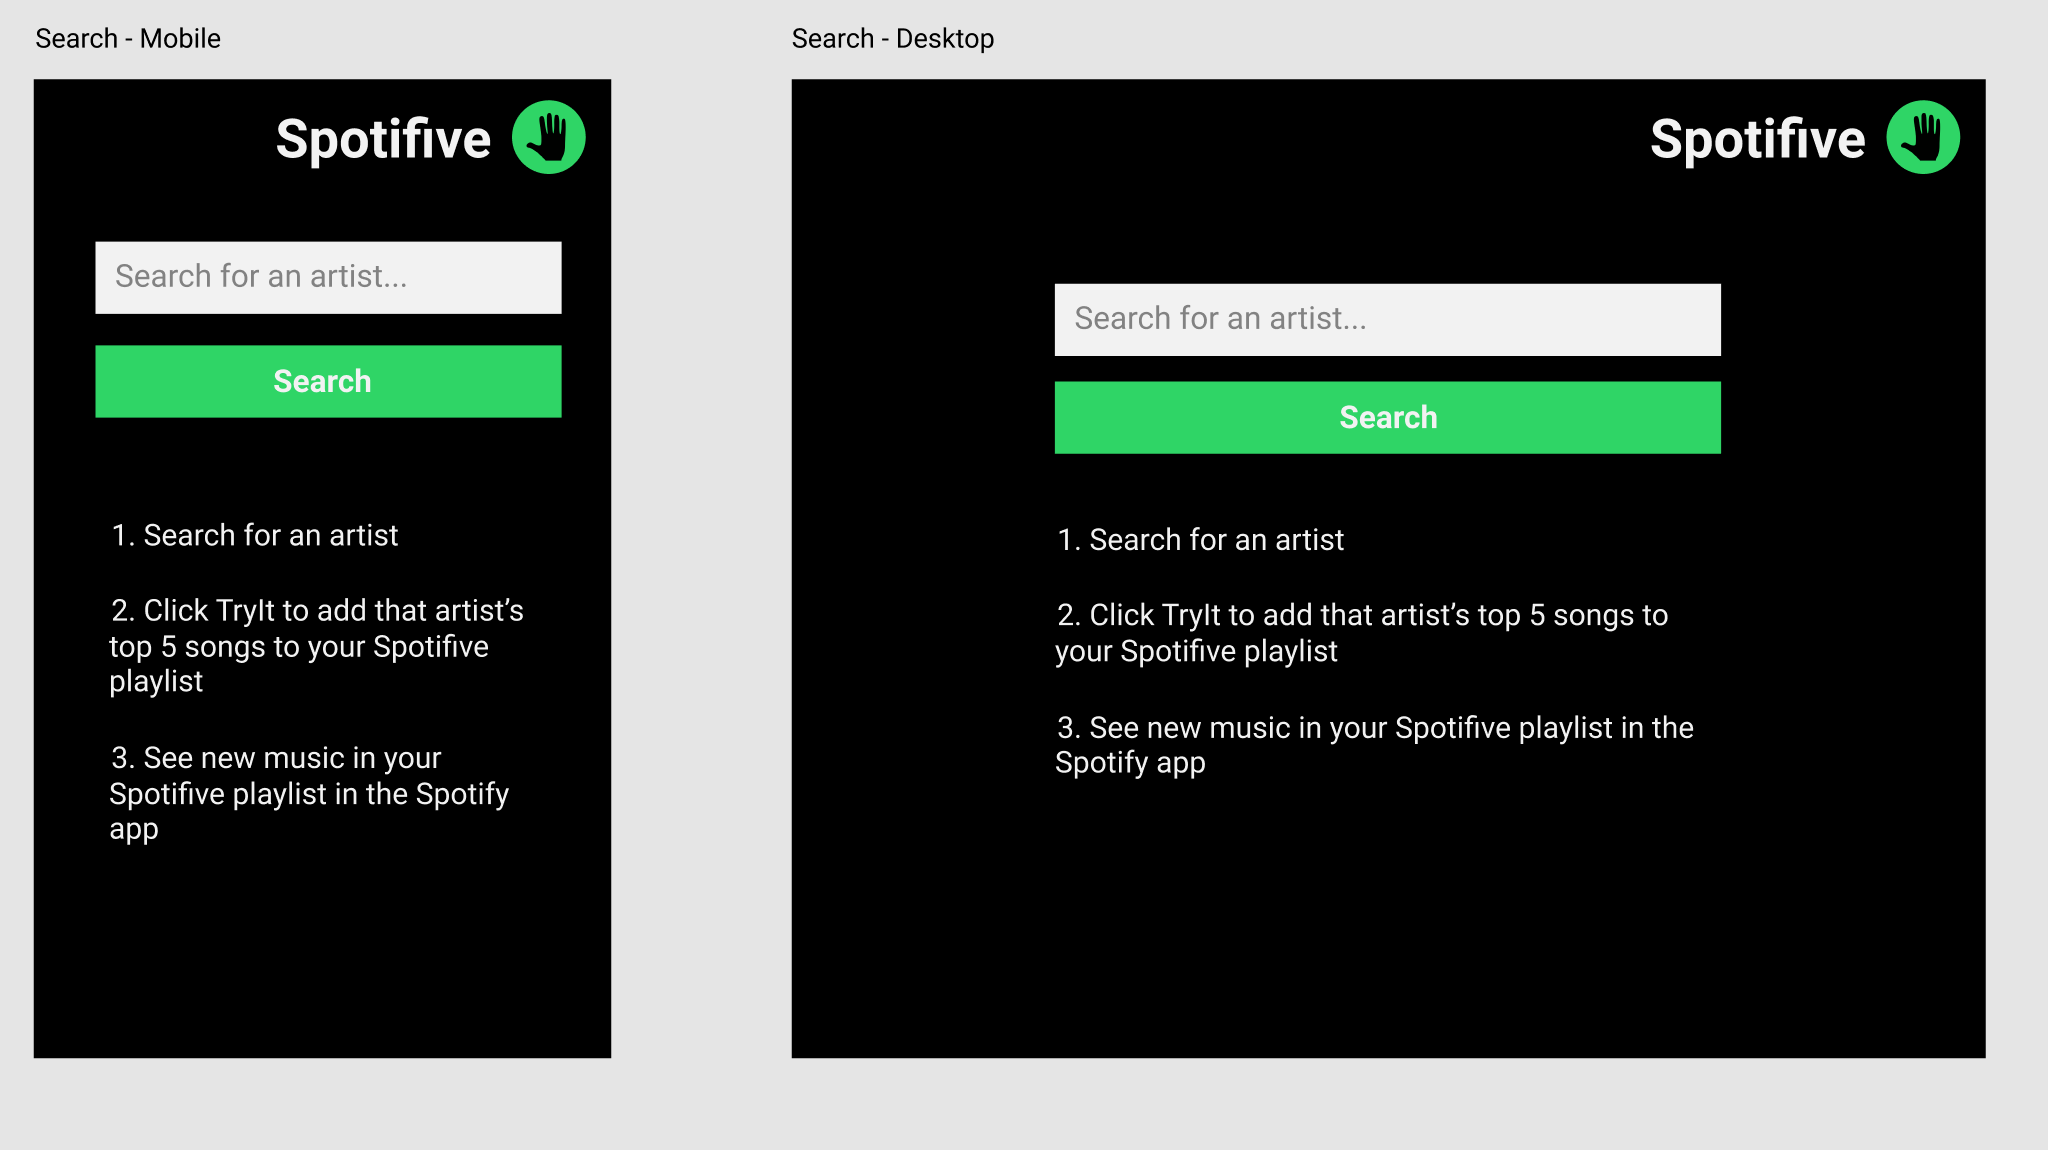 Search - Mobile
Spotifive
Search for an artist...
Search
1. Search for an artist
2. Click TryIt to add that artist’s
top 5 songs to your Spotifive
playlist
3. See new music in your
Spotifive playlist in the Spotify
app
Search - Desktop
Spotifive
Search for an artist...
Search
1. Search for an artist
2. Click TryIt to add that artist’s top 5 songs to
your Spotifive playlist
3. See new music in your Spotifive playlist in the
Spotify app